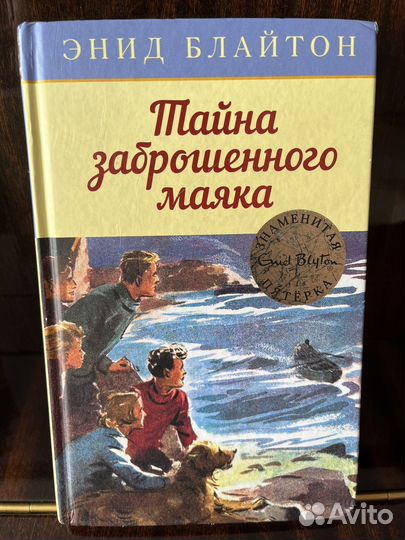 ЭНИД БЛАЙТОН
Тайна
заброшенного
маяка
ЗНАМЕНИТАЯ
Enid Blyton
ПЯТЁРКА
Avito